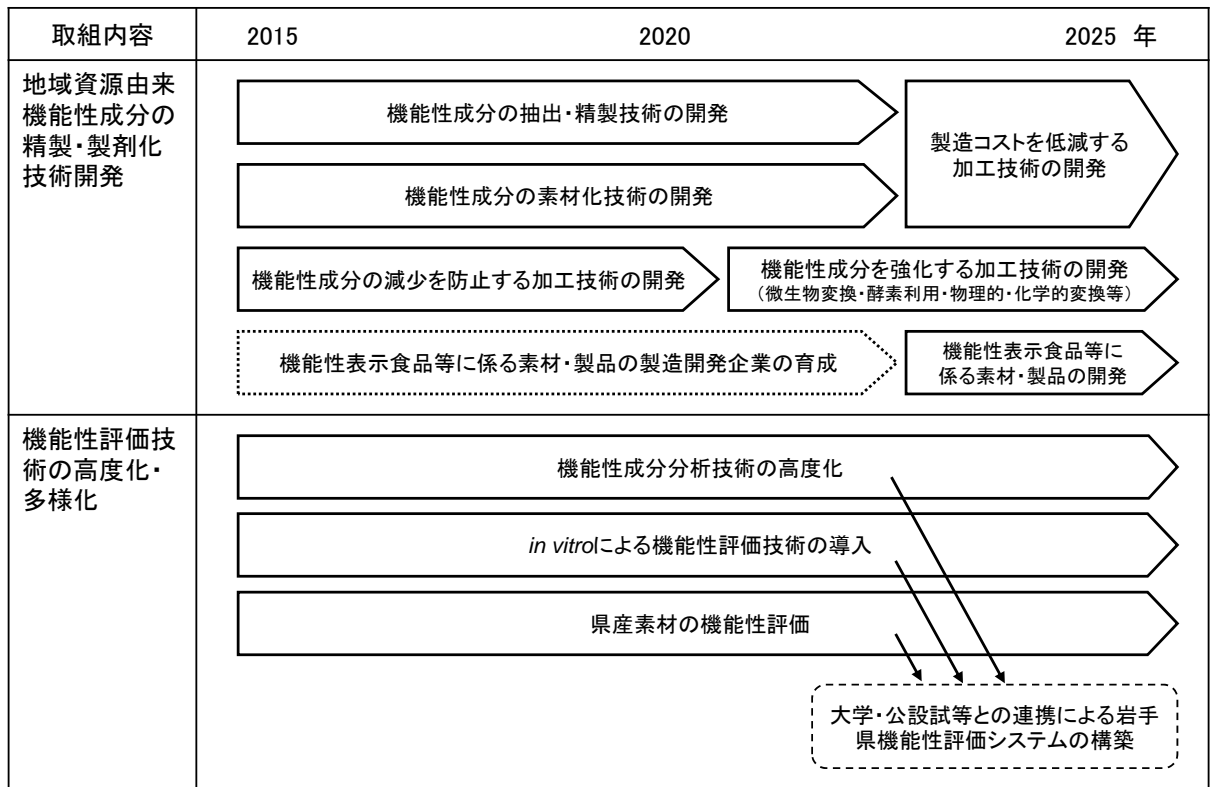 取組内容
2015
2020
2025 年
地域資源由来
機能性成分の
精製・製剤化
技術開発
機能性成分の抽出・精製技術の開発
製造コストを低減する
加工技術の開発
機能性成分の素材化技術の開発
機能性成分の減少を防止する加工技術の開発
機能性成分を強化する加工技術の開発
（微生物変換・酵素利用・物理的・化学的変換等）
機能性表示食品等に係る素材・製品の製造開発企業の育成
機能性表示食品等に
係る素材・製品の開発
機能性評価技
術の高度化・
多様化
機能性成分分析技術の高度化
in vitroによる機能性評価技術の導入
県産素材の機能性評価
大学・公設試等との連携による岩手
県機能性評価システムの構築